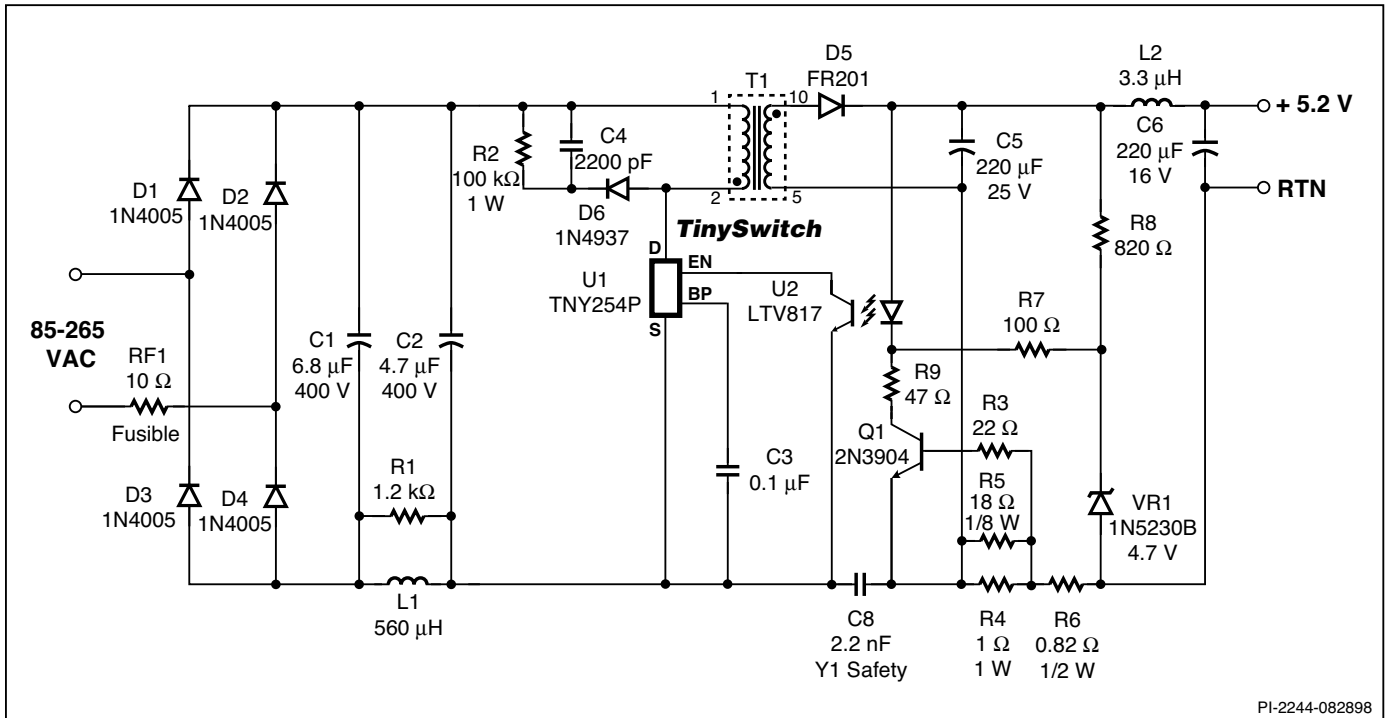 D5
FR201
L2
3.3 µH
T1
1
10
+ 5.2 V
C4
2200 pF
R2
100 kΩ
1 W
C5
220 µF
25 V
C6
220 µF
16 V
D1
1N4005
D2
1N4005
2
5
RTN
D6
1N4937
TinySwitch
R8
820 Ω
D
EN
U1
TNY254P
BP
S
U2
LTV817
R7
100 Ω
85-265
VAC
RF1
10 Ω
Fusible
C1
6.8 µF
400 V
C2
4.7 µF
400 V
R9
47 Ω
R3
22 Ω
Q1
2N3904
C3
0.1 µF
R1
1.2 kΩ
R5
18 Ω
1/8 W
D3
1N4005
D4
1N4005
VR1
1N5230B
4.7 V
L1
560 µH
C8
2.2 nF
Y1 Safety
R4
1 Ω
1 W
R6
0.82 Ω
1/2 W
PI-2244-082898